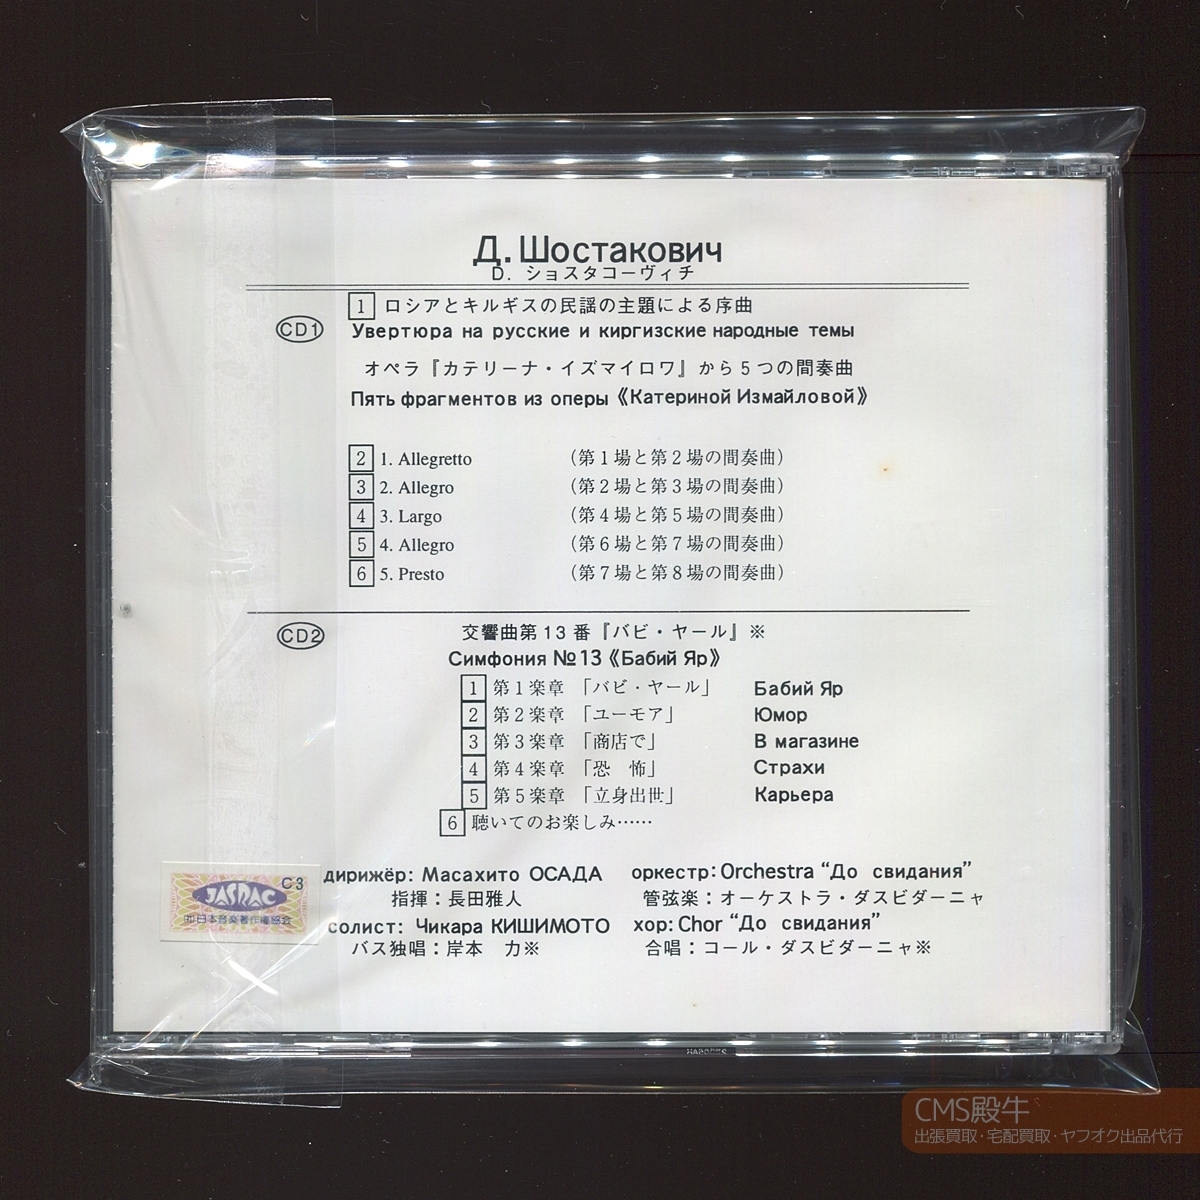 Д. Шостакович
D. ショスタコーヴィチ
CD1
1 ロシアとキルギスの民謡の主題による序曲
Увертюра на русские и киргизские народные темы
オペラ『カテリーナ・イズマイロワ』から5つの間奏曲
Пять фрагментов из оперы《Катериной Измайловой》
2 1. Allegretto (第1場と第2場の間奏曲)
3 2. Allegro (第2場と第3場の間奏曲)
4 3. Largo (第4場と第5場の間奏曲)
5 4. Allegro (第6場と第7場の間奏曲)
6 5. Presto (第7場と第8場の間奏曲)
CD2
交響曲第13番『バビ・ヤール』※
Симфония №13《Бабий Яр》
1 第1楽章 「バビ・ヤール」 Бабий Яр
2 第2楽章 「ユーモア」 Юмор
3 第3楽章 「商店で」 В магазине
4 第4楽章 「恐 怖」 Страхи
5 第5楽章 「立身出世」 Карьера
6 聴いてのお楽しみ……
дирижёр: Масахито ОСАДА оркестр: Orchestra “До свидания”
指揮：長田雅人 管弦楽：オーケストラ・ダスビダーニャ
солист: Чикара КИШИМОТО хор: Chor “До свидания”
バス独唱：岸本 力※ 合唱：コール・ダスビダーニャ※
C3
JASRAC
㈳日本音楽著作権協会
CMS殿牛
出張買取・宅配買取・ヤフオク出品代行